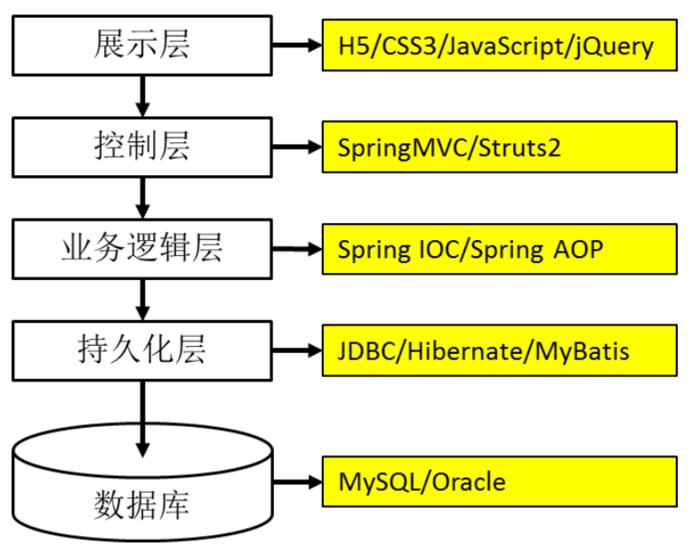 展示层
H5/CSS3/JavaScript/jQuery
控制层
SpringMVC/Struts2
业务逻辑层
Spring IOC/Spring AOP
持久化层
JDBC/Hibernate/MyBatis
数据库
MySQL/Oracle